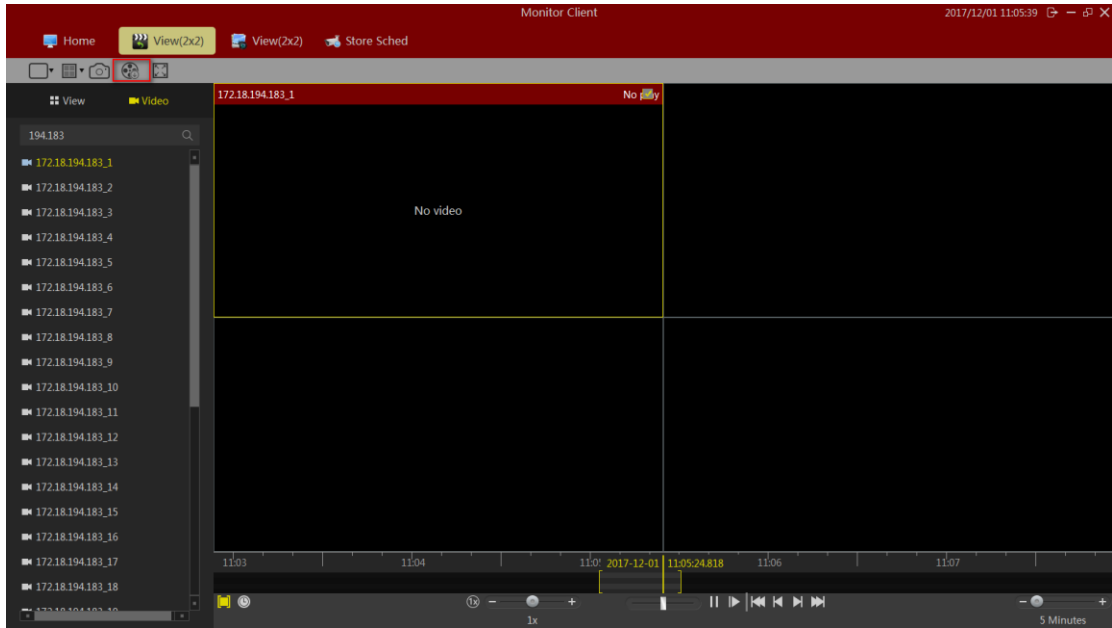 Monitor Client
2017/12/01 11:05:39
Home
View(2x2)
View(2x2)
Store Sched
View
Video
194.183
172.18.194.183_1
172.18.194.183_2
172.18.194.183_3
172.18.194.183_4
172.18.194.183_5
172.18.194.183_6
172.18.194.183_7
172.18.194.183_8
172.18.194.183_9
172.18.194.183_10
172.18.194.183_11
172.18.194.183_12
172.18.194.183_13
172.18.194.183_14
172.18.194.183_15
172.18.194.183_16
172.18.194.183_17
172.18.194.183_18
172.18.194.183_1
No
No video
11:03
11:04
2017-12-01 11:05:24.818
11:06
11:07
1x
1x
5 Minutes